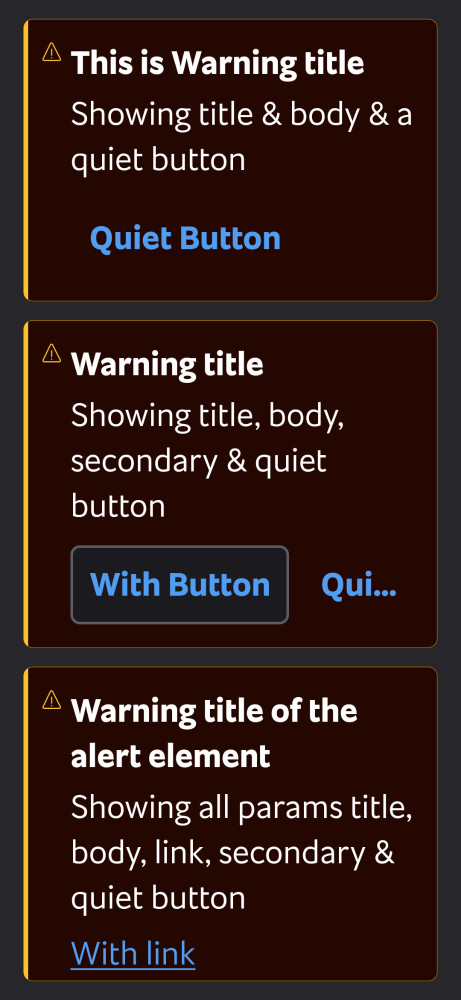 This is Warning title
Showing title & body & a
quiet button
Quiet Button
Warning title
Showing title, body,
secondary & quiet
button
With Button Qui...
Warning title of the
alert element
Showing all params title,
body, link, secondary &
quiet button
With link